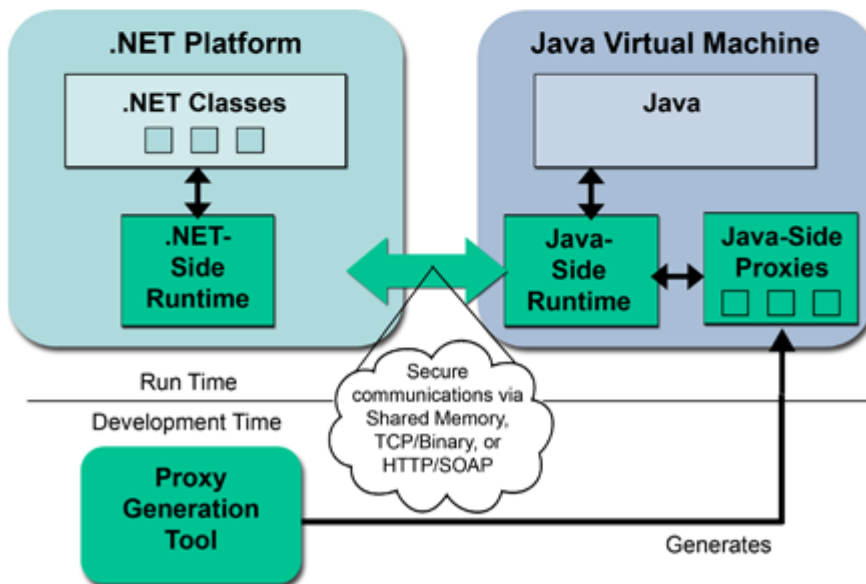 .NET Platform
.NET Classes
.NET-
Side
Runtime
Java Virtual Machine
Java
Java-
Side
Runtime
Java-Side
Proxies
Secure
communications via
Shared Memory,
TCP/Binary, or
HTTP/SOAP
Run Time
Development Time
Proxy
Generation
Tool
Generates